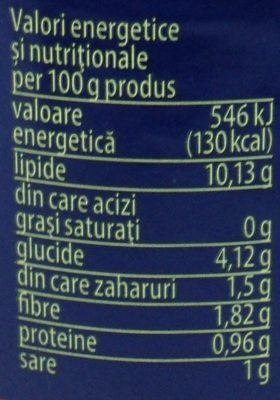 Valori energetice
și nutriționale
per 100 g produs
valoare 546 kJ
energetică (130 kcal)
lipide 10,13 g
din care acizi
grași saturați 0 g
glucide 4,12 g
din care zaharuri 1,5 g
fibre 1,82 g
proteine 0,96 g
sare 1 g